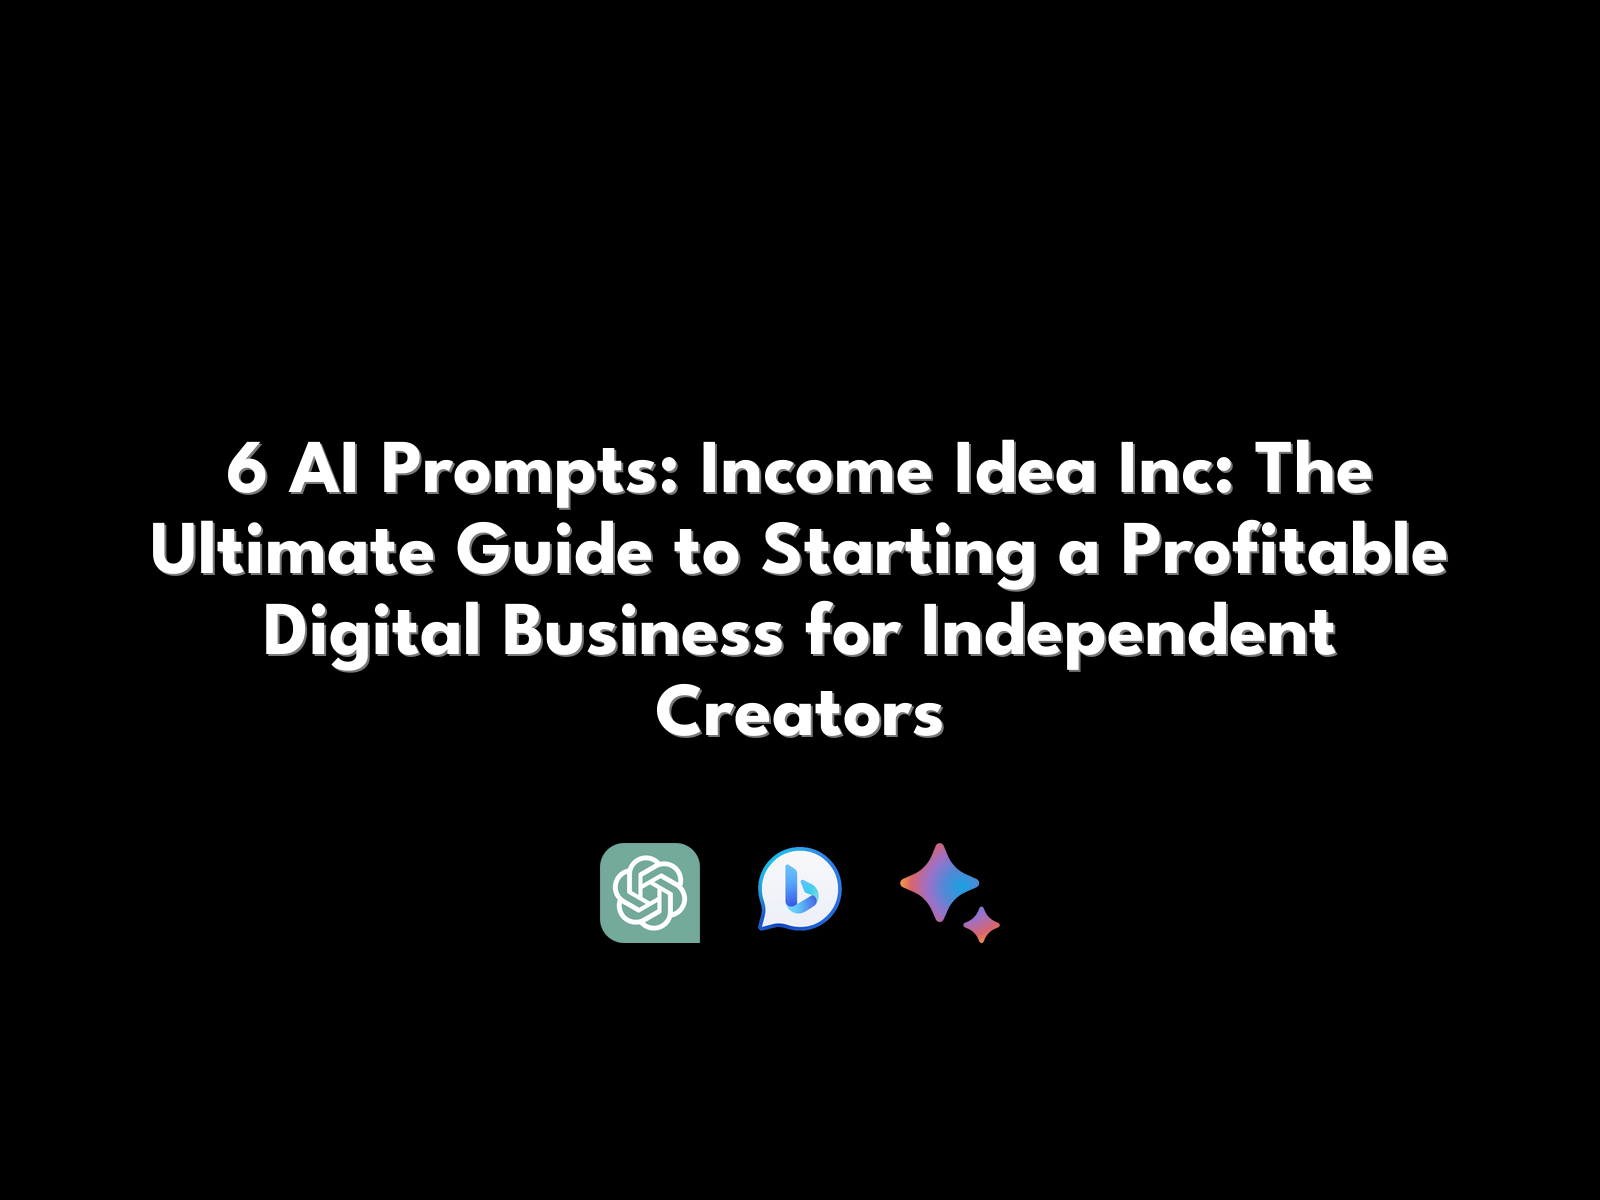 6 AI Prompts: Income Idea Inc: The
Ultimate Guide to Starting a Profitable
Digital Business for Independent
Creators